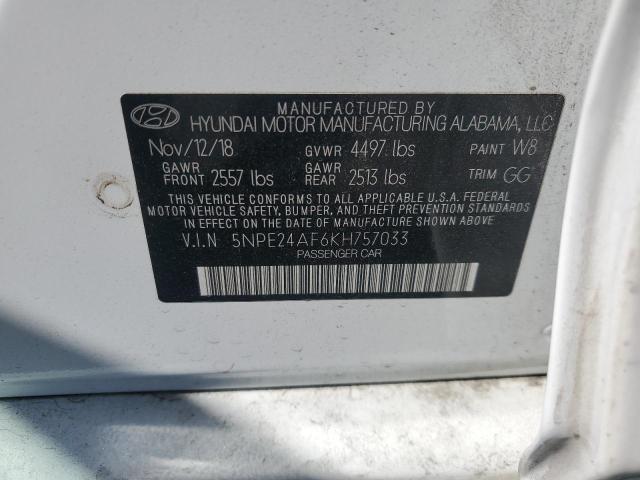 MANUFACTURED BY
HYUNDAI MOTOR MANUFACTURING ALABAMA, LLC
Nov/12/18 GVWR 4497 lbs PAINT W8
GAWR FRONT 2557 lbs GAWR REAR 2513 lbs TRIM GG
THIS VEHICLE CONFORMS TO ALL APPLICABLE U.S.A. FEDERAL
MOTOR VEHICLE SAFETY, BUMPER, AND THEFT PREVENTION STANDARDS
IN EFFECT ON THE DATE OF MANUFACTURE SHOWN ABOVE.
V.I.N 5NPE24AF6KH757033
PASSENGER CAR